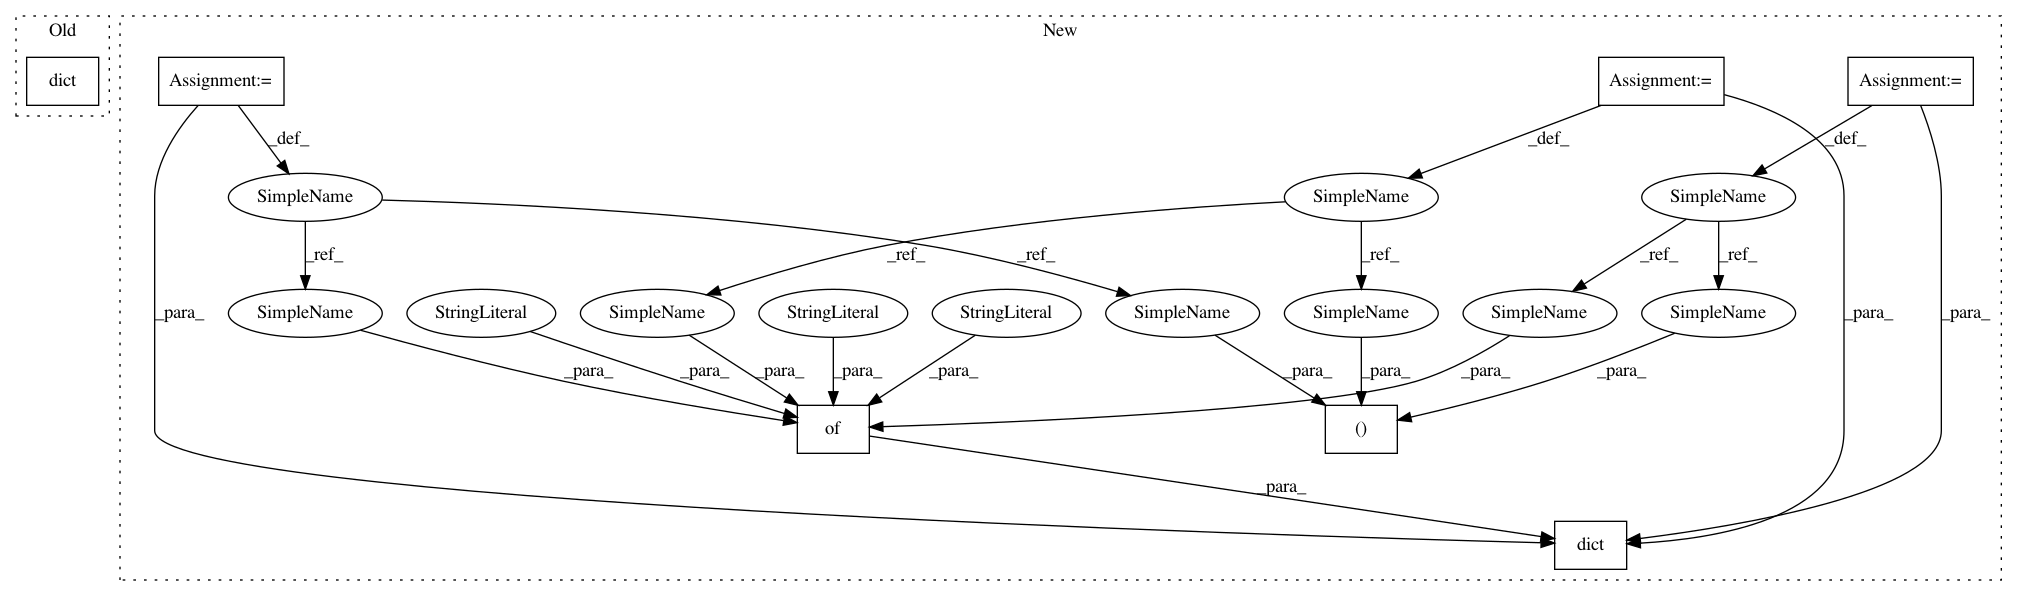 Old
New
dict
Assignment:=
Assignment:=
Assignment:=
_def_
_def_
_def_
SimpleName
SimpleName
SimpleName
_ref_
_ref_
_ref_
_ref_
_ref_
_ref_
_para_
SimpleName
StringLiteral
SimpleName
StringLiteral
StringLiteral
SimpleName
SimpleName
SimpleName
SimpleName
_para_
_para_
_para_
_para_
_para_
_para_
_para_
_para_
_para_
_para_
_para_
of
()
_para_
dict